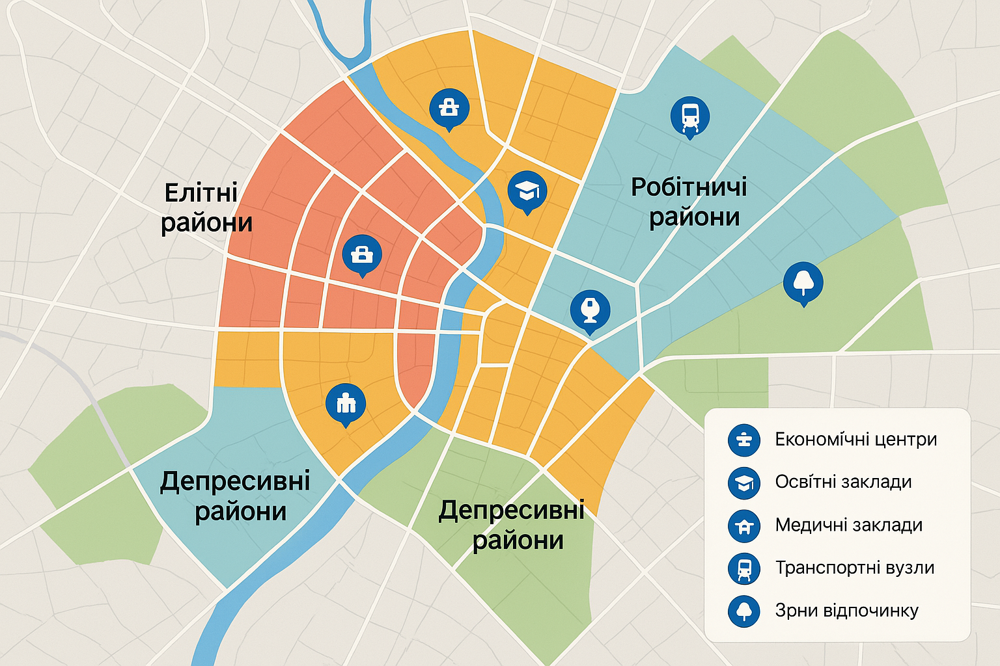 Елітні
райони
Робітничі
райони
Депресивні
райони
Депресивні
райони
Економічні центри
Освітні заклади
Медичні заклади
Транспортні вузли
Зрни відпочинку